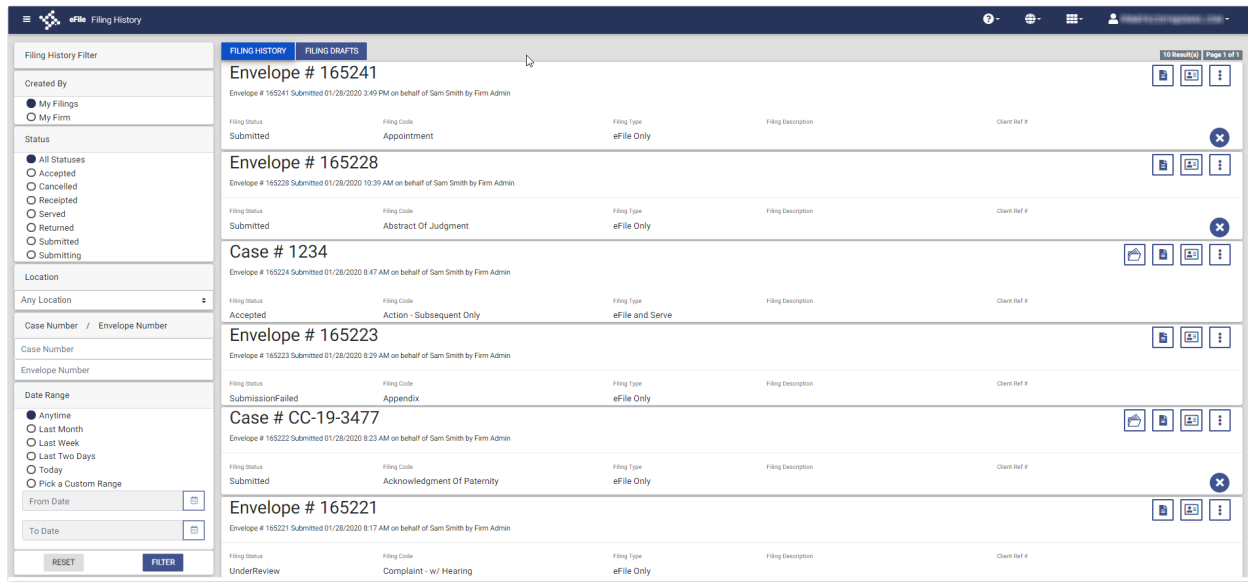 eFile Filing History
Filing History Filter
Created By
My Filings
My Firm
Status
All Statuses
Accepted
Cancelled
Receipted
Served
Returned
Submitted
Submitting
Location
Any Location
Case Number / Envelope Number
Case Number
Envelope Number
Date Range
Anytime
Last Month
Last Week
Last Two Days
Today
Pick a Custom Range
From Date
To Date
RESET FILTER
FILING HISTORY FILING DRAFTS
10 Result(s) Page 1 of 1
Envelope # 165241
Envelope # 165241 Submitted 01/28/2020 3:49 PM on behalf of Sam Smith by Firm Admin
Filing Status Filing Code Filing Type Filing Description Client Ref #
Submitted Appointment eFile Only
Envelope # 165228
Envelope # 165228 Submitted 01/28/2020 10:39 AM on behalf of Sam Smith by Firm Admin
Filing Status Filing Code Filing Type Filing Description Client Ref #
Submitted Abstract Of Judgment eFile Only
Case # 1234
Envelope # 165224 Submitted 01/28/2020 8:47 AM on behalf of Sam Smith by Firm Admin
Filing Status Filing Code Filing Type Filing Description Client Ref #
Accepted Action - Subsequent Only eFile and Serve
Envelope # 165223
Envelope # 165223 Submitted 01/28/2020 8:29 AM on behalf of Sam Smith by Firm Admin
Filing Status Filing Code Filing Type Filing Description Client Ref #
SubmissionFailed Appendix eFile Only
Case # CC-19-3477
Envelope # 165222 Submitted 01/28/2020 8:23 AM on behalf of Sam Smith by Firm Admin
Filing Status Filing Code Filing Type Filing Description Client Ref #
Submitted Acknowledgment Of Paternity eFile Only
Envelope # 165221
Envelope # 165221 Submitted 01/28/2020 8:17 AM on behalf of Sam Smith by Firm Admin
Filing Status Filing Code Filing Type Filing Description Client Ref #
UnderReview Complaint - w/ Hearing eFile Only